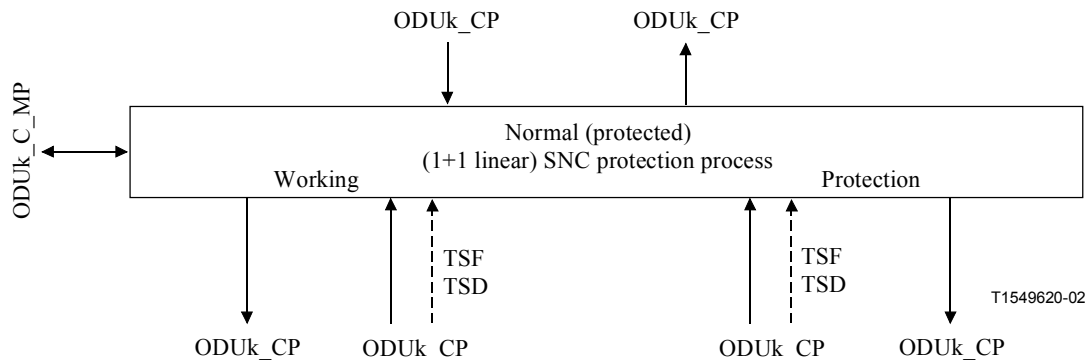 ODUk_CP
ODUk_CP
ODUk_C_MP
Normal (protected)
(1+1 linear) SNC protection process
Working
Protection
TSF
TSD
TSF
TSD
T1549620-02
ODUk_CP
ODUk_CP
ODUk_CP
ODUk_CP